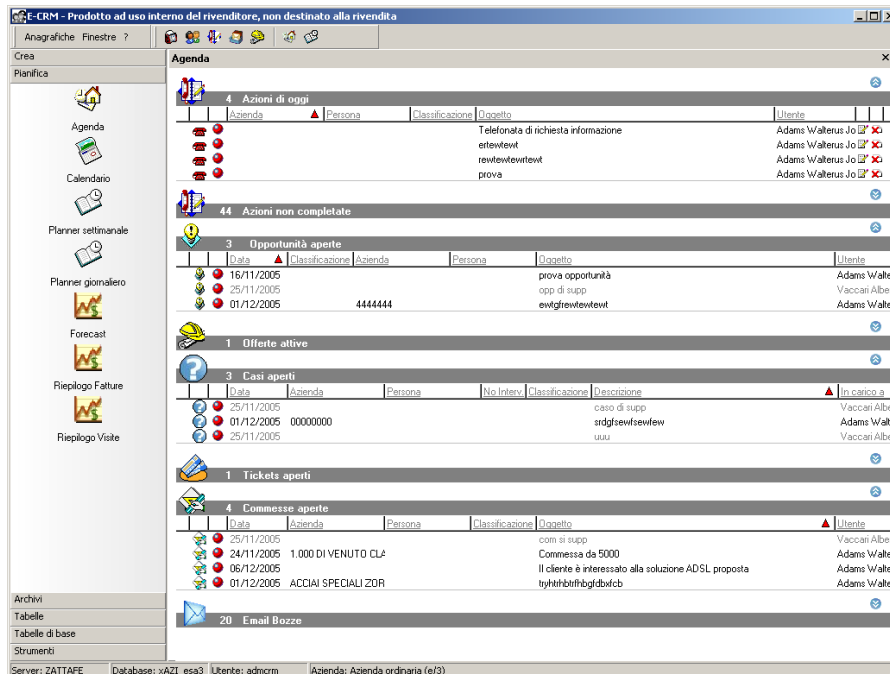 E-CRM - Prodotto ad uso interno del rivenditore, non destinato alla rivendita
Anagrafiche Finestre ?
Crea
Pianifica
Agenda
Calendario
Planner settimanale
Planner giornaliero
Forecast
Riepilogo Fatture
Riepilogo Visite
Archivi
Tabelle
Tabelle di base
Strumenti
Agenda
4 Azioni di oggi
Azienda Persona Classificazione Oggetto Utente
Telefonata di richiesta informazione Adams Walterus Jo
ertewtewt Adams Walterus Jo
rewtewtewrtewt Adams Walterus Jo
prova Adams Walterus Jo
44 Azioni non completate
3 Opportunità aperte
Data Classificazione Azienda Persona Oggetto Utente
16/11/2005 prova opportunità Adams Walte
25/11/2005 opp di supp Vaccari Albe
01/12/2005 4444444 ewtgfrewtewtewt Adams Walte
1 Offerte attive
3 Casi aperti
Data Azienda Persona No Interv. Classificazione Descrizione In carico a
25/11/2005 caso di supp Vaccari Albe
01/12/2005 00000000 srdgfsewfsewfew Adams Walt
25/11/2005 uuu Vaccari Albe
1 Tickets aperti
4 Commesse aperte
Data Azienda Persona Classificazione Oggetto Utente
25/11/2005 com si supp Vaccari Albe
24/11/2005 1.000 DI VENUTO CLA Commessa da 5000 Adams Walte
06/12/2005 Il cliente è interessato alla soluzione ADSL proposta Adams Walte
01/12/2005 ACCIAI SPECIALI ZOR tryhtrhbtrfhbgfdbxfcb Adams Walte
20 Email Bozze
Server: ZATTAFE Database: xAZI_esa3 Utente: admcrm Azienda: Azienda ordinaria (e/3)